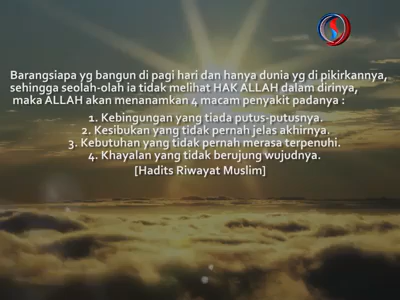 Barangsiapa yg bangun di pagi hari dan hanya dunia yg di pikirkannya,
sehingga seolah-olah ia tidak melihat HAK ALLAH dalam dirinya,
maka ALLAH akan menanamkan 4 macam penyakit padanya :
1. Kebingungan yang tiada putus-putusnya.
2. Kesibukan yang tidak pernah jelas akhirnya.
3. Kebutuhan yang tidak pernah merasa terpenuhi.
4. Khayalan yang tidak berujung wujudnya.
[Hadits Riwayat Muslim]